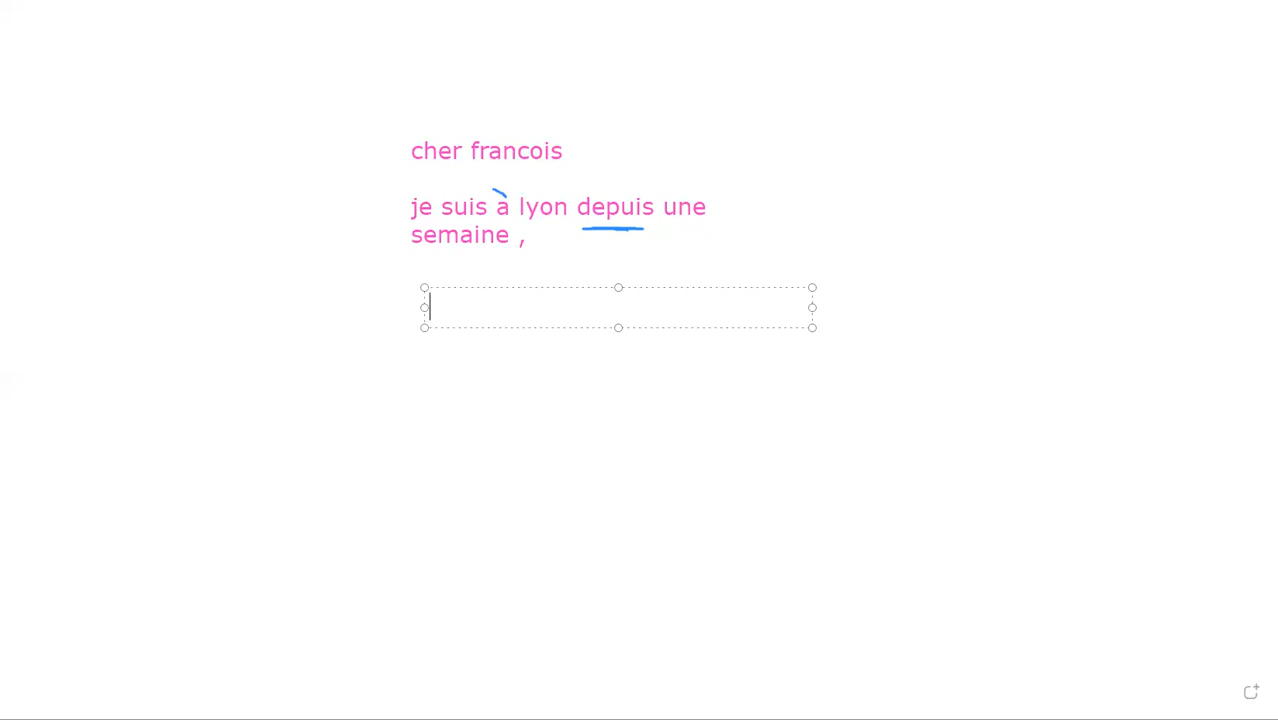 cher francois
je suis à lyon depuis une
semaine ,